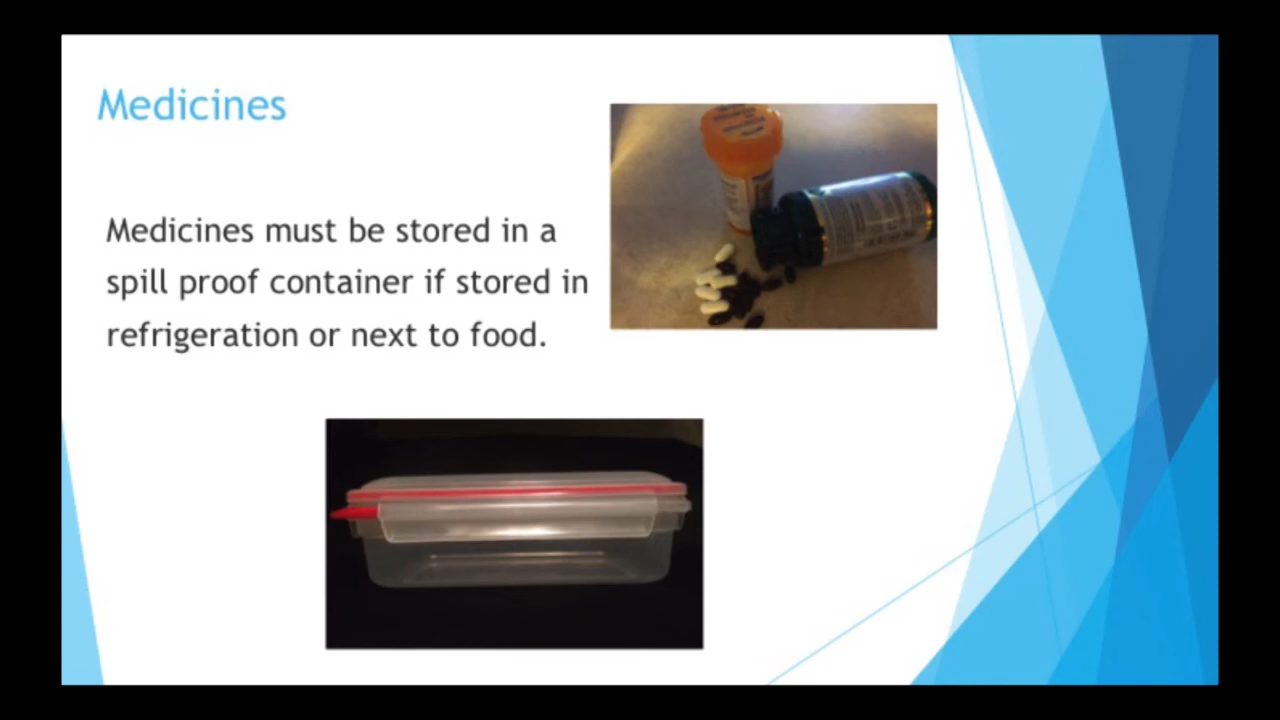 Medicines
Medicines must be stored in a
spill proof container if stored in
refrigeration or next to food.